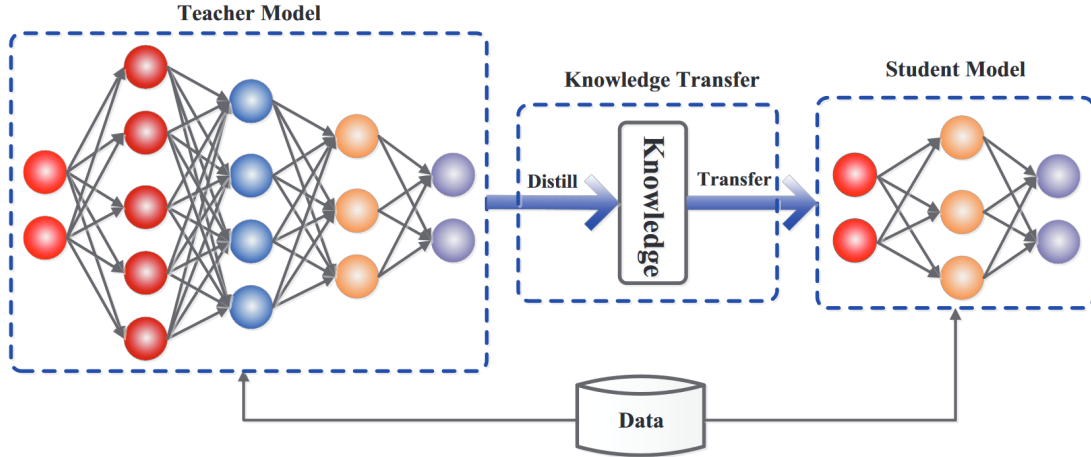 Teacher Model
Knowledge Transfer
Student Model
Distill
Knowledge
Transfer
Data